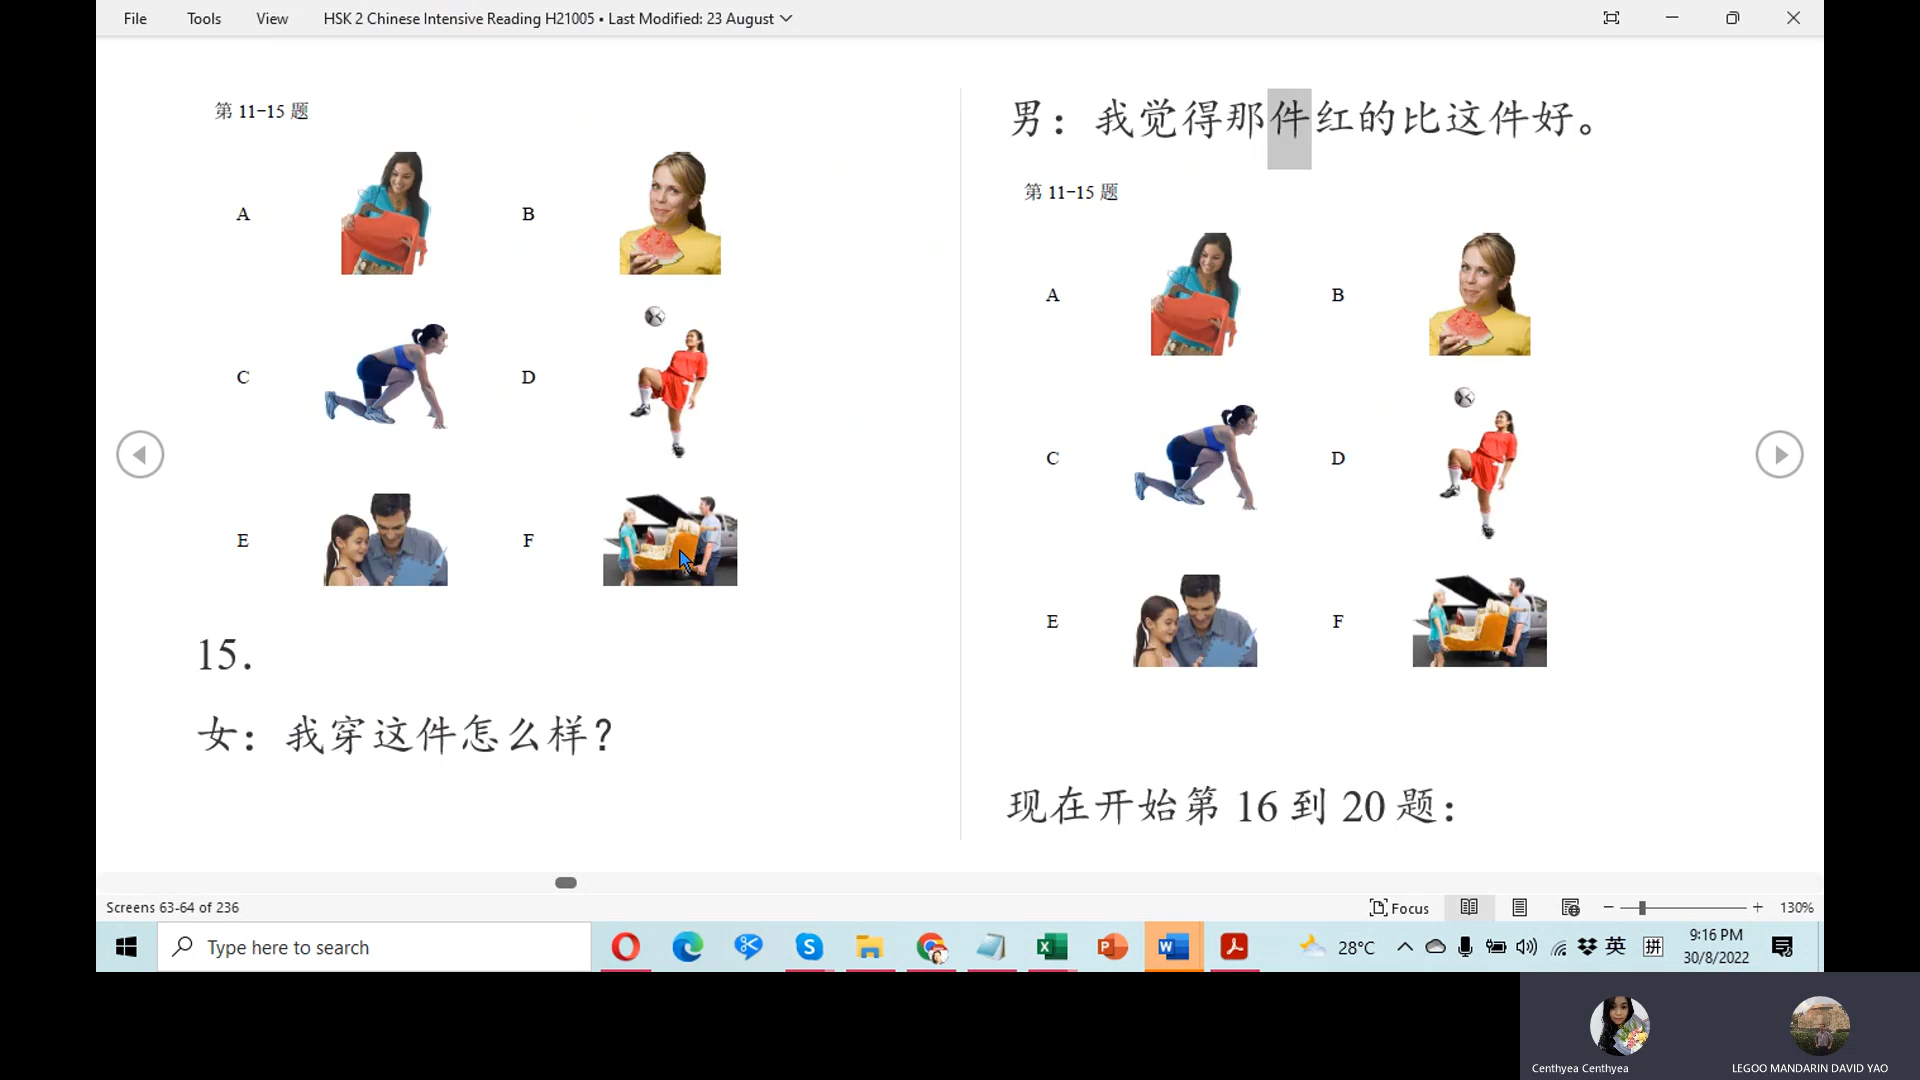 File Tools View HSK 2 Chinese Intensive Reading H21005 • Last Modified: 23 August
第 11-15 题
A B
C D
E F
15.
女：我穿这件怎么样？
男：我觉得那件红的比这件好。
第 11-15 题
A B
C D
E F
现在开始第 16 到 20 题：
Screens 63-64 of 236
Focus
130%
Type here to search
28°C
英
拼
9:16 PM
30/8/2022
Centhyea Centhyea
LEGOO MANDARIN DAVID YAO